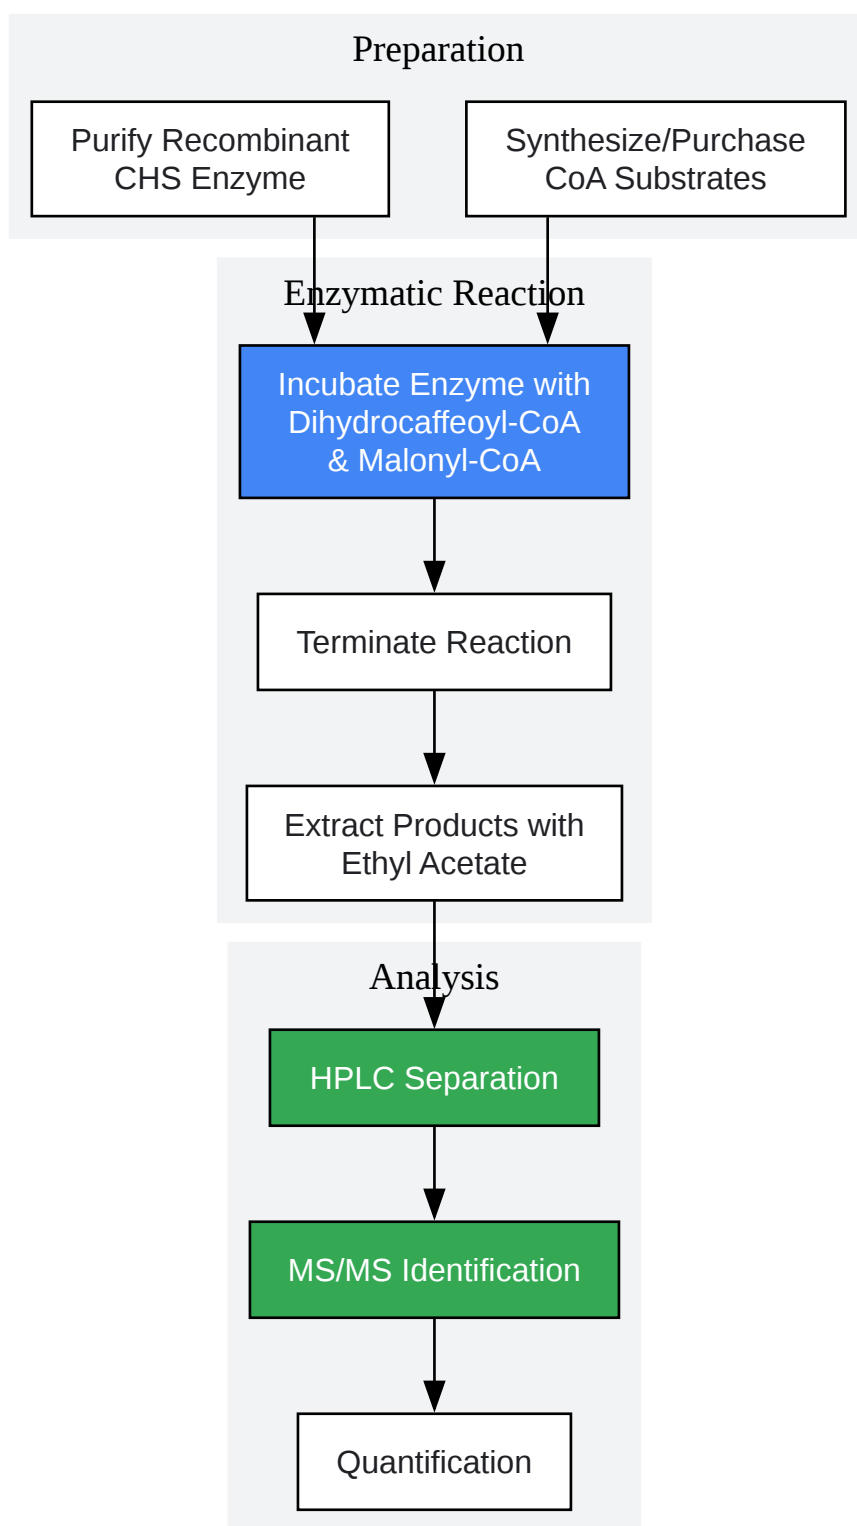 Preparation
Purify Recombinant
CHS Enzyme
Synthesize/Purchase
CoA Substrates
Enzymatic Reaction
Incubate Enzyme with
Dihydrocaffeoyl-CoA
& Malonyl-CoA
Terminate Reaction
Extract Products with
Ethyl Acetate
Analysis
HPLC Separation
MS/MS Identification
Quantification